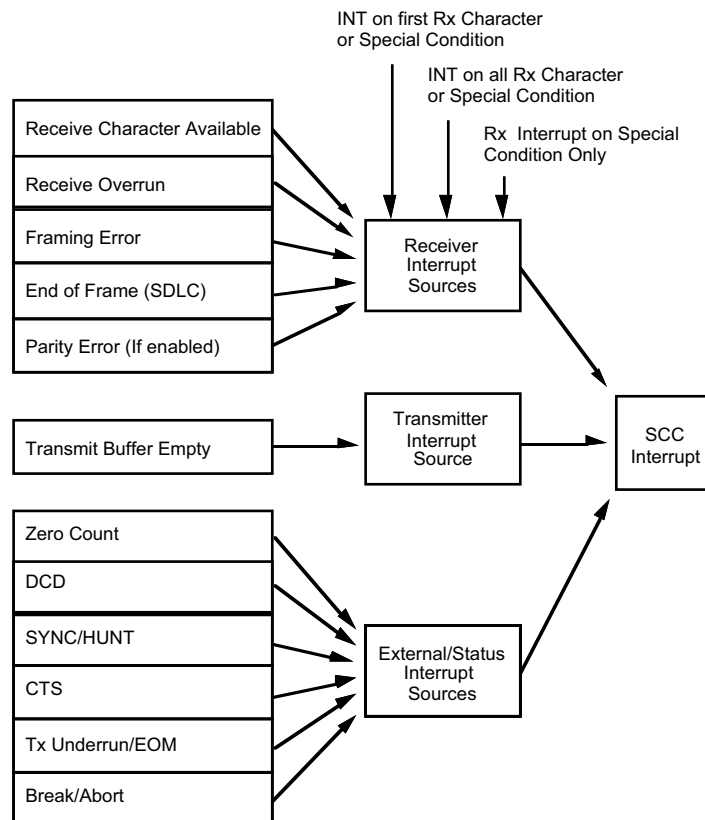 INT on first Rx Character
or Special Condition
INT on all Rx Character
or Special Condition
Rx Interrupt on Special
Condition Only
Receive Character Available
Receive Overrun
Framing Error
End of Frame (SDLC)
Parity Error (If enabled)
Receiver
Interrupt
Sources
Transmit Buffer Empty
Transmitter
Interrupt
Source
SCC
Interrupt
Zero Count
DCD
SYNC/HUNT
CTS
Tx Underrun/EOM
Break/Abort
External/Status
Interrupt
Sources